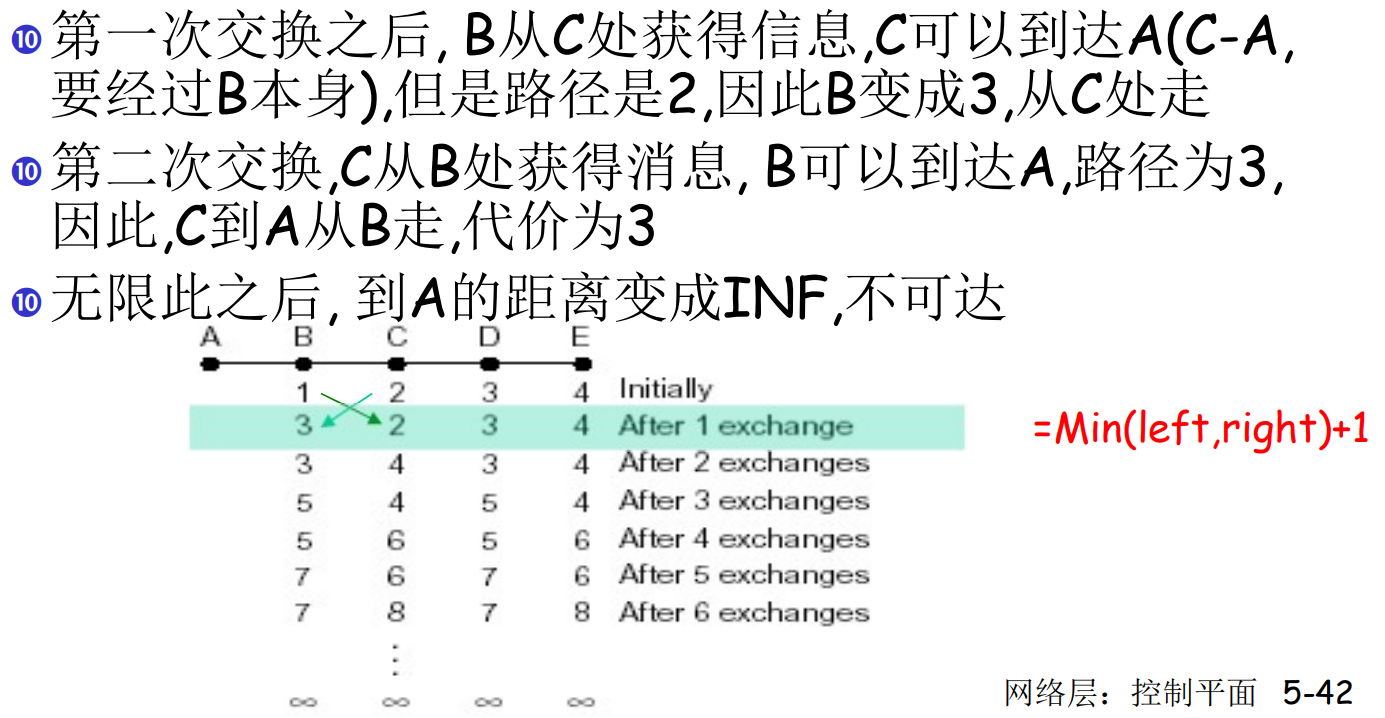 ⑩ 第一次交换之后, B从C处获得信息,C可以到达A(C-A,
要经过B本身),但是路径是2,因此B变成3,从C处走
⑩ 第二次交换,C从B处获得消息, B可以到达A,路径为3,
因此,C到A从B走,代价为3
⑩ 无限此之后, 到A的距离变成INF,不可达
A B C D E
1 2 3 4 Initially
3 2 3 4 After 1 exchange
=Min(left,right)+1
3 4 3 4 After 2 exchanges
5 4 5 4 After 3 exchanges
5 6 5 6 After 4 exchanges
7 6 7 6 After 5 exchanges
7 8 7 8 After 6 exchanges
⋮
∞ ∞ ∞ ∞
网络层：控制平面 5-42